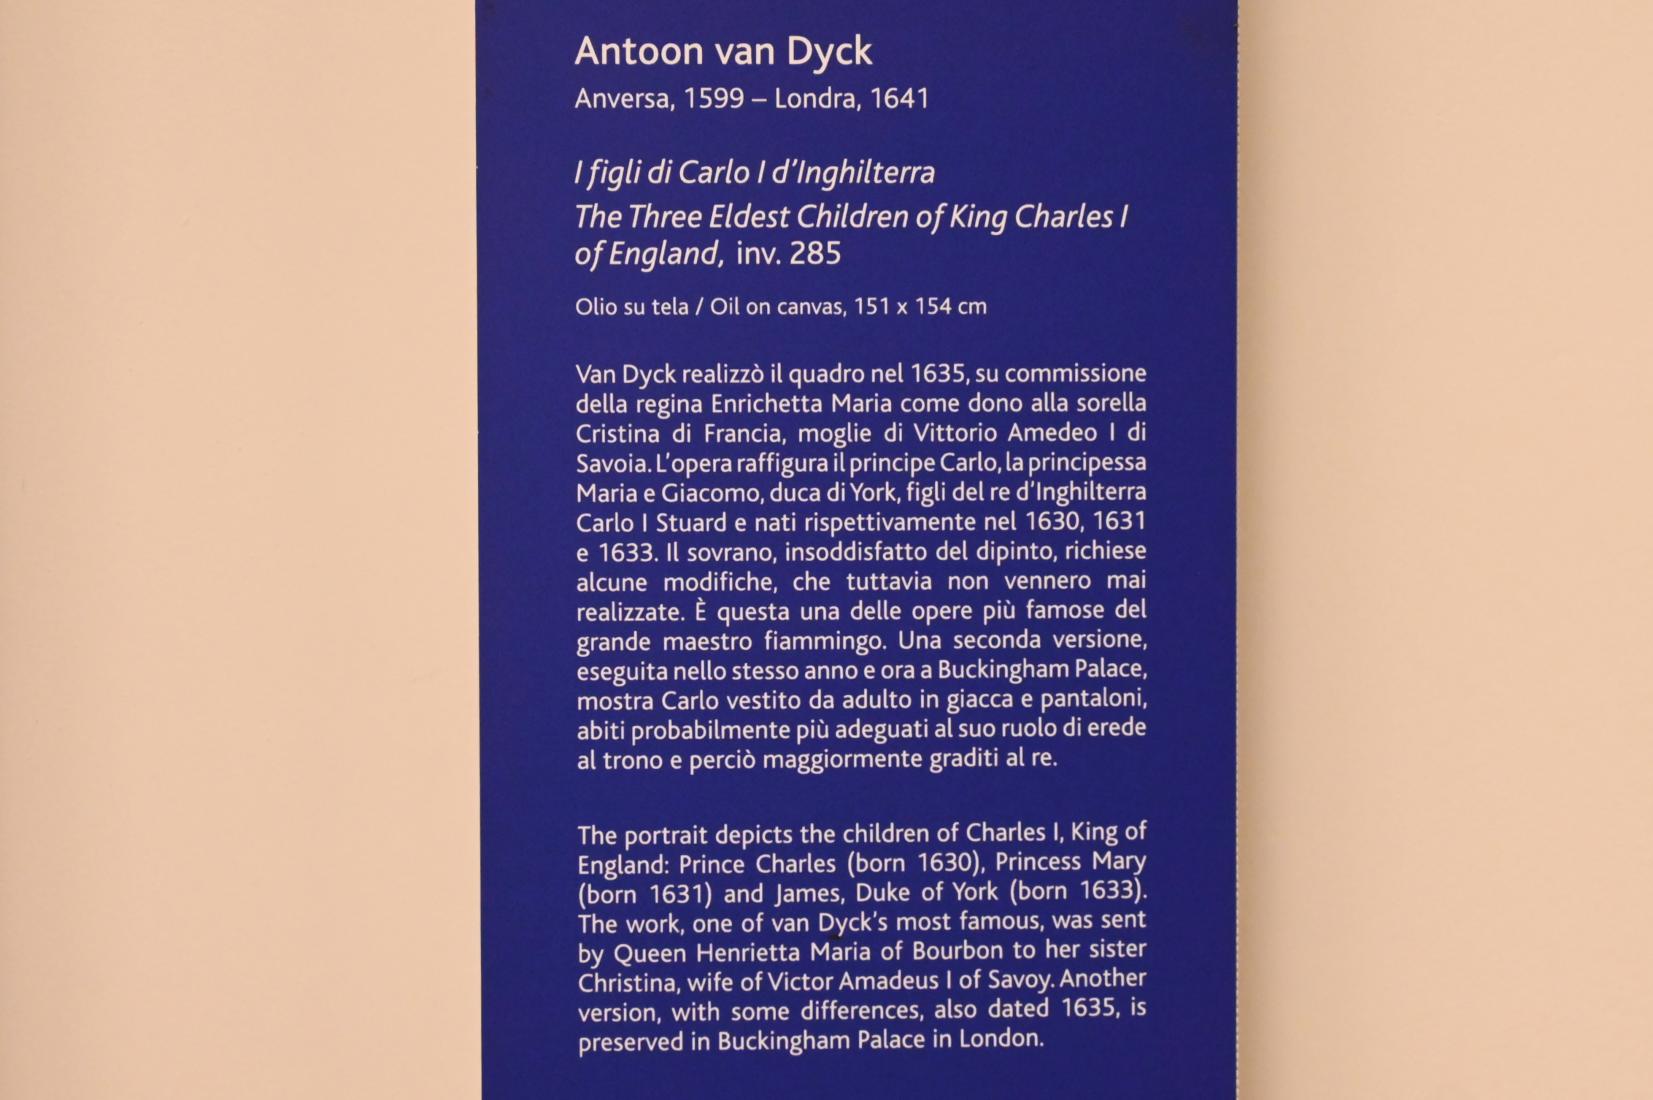 Antoon van Dyck
Anversa, 1599 – Londra, 1641
I figli di Carlo I d'Inghilterra
The Three Eldest Children of King Charles I
of England, inv. 285
Olio su tela / Oil on canvas, 151 x 154 cm
Van Dyck realizzò il quadro nel 1635, su commissione
della regina Enrichetta Maria come dono alla sorella
Cristina di Francia, moglie di Vittorio Amedeo I di
Savoia. L'opera raffigura il principe Carlo, la principessa
Maria e Giacomo, duca di York, figli del re d'Inghilterra
Carlo I Stuard e nati rispettivamente nel 1630, 1631
e 1633. Il sovrano, insoddisfatto del dipinto, richiese
alcune modifiche, che tuttavia non vennero mai
realizzate. È questa una delle opere più famose del
grande maestro fiammingo. Una seconda versione,
eseguita nello stesso anno e ora a Buckingham Palace,
mostra Carlo vestito da adulto in giacca e pantaloni,
abiti probabilmente più adeguati al suo ruolo di erede
al trono e perciò maggiormente graditi al re.
The portrait depicts the children of Charles I, King of
England: Prince Charles (born 1630), Princess Mary
(born 1631) and James, Duke of York (born 1633).
The work, one of van Dyck's most famous, was sent
by Queen Henrietta Maria of Bourbon to her sister
Christina, wife of Victor Amadeus I of Savoy. Another
version, with some differences, also dated 1635, is
preserved in Buckingham Palace in London.